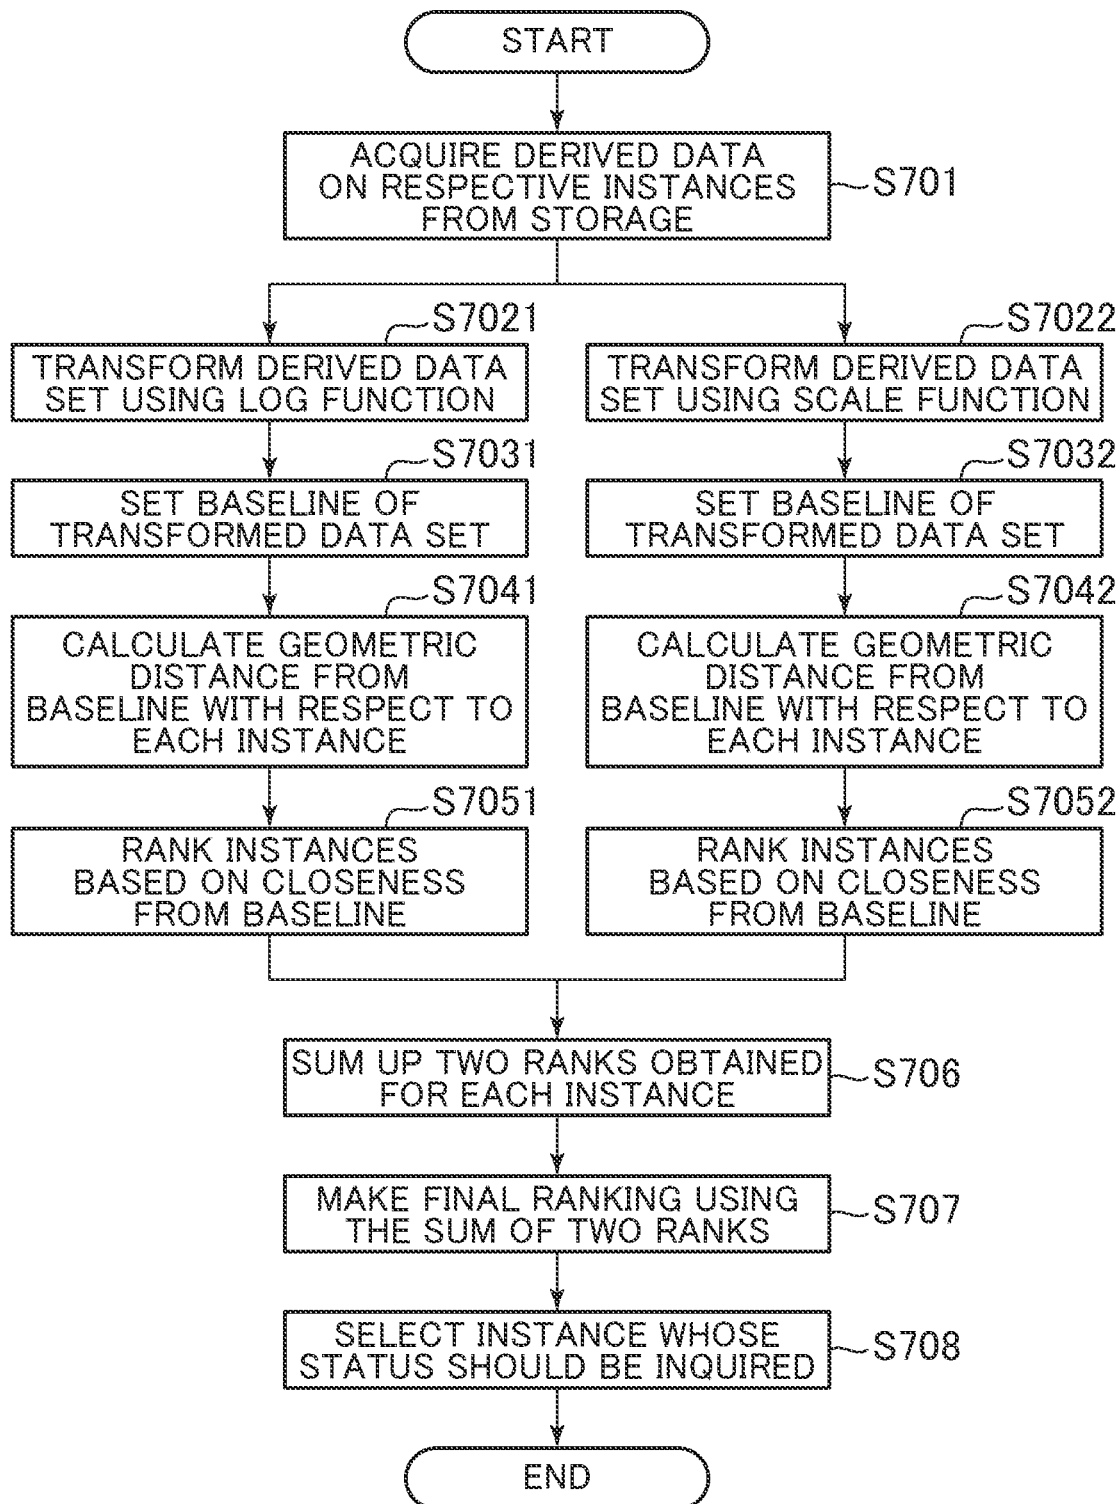 START
ACQUIRE DERIVED DATA
ON RESPECTIVE INSTANCES
FROM STORAGE
S701
S7021
TRANSFORM DERIVED DATA
SET USING LOG FUNCTION
S7022
TRANSFORM DERIVED DATA
SET USING SCALE FUNCTION
S7031
SET BASELINE OF
TRANSFORMED DATA SET
S7032
SET BASELINE OF
TRANSFORMED DATA SET
S7041
CALCULATE GEOMETRIC
DISTANCE FROM
BASELINE WITH RESPECT TO
EACH INSTANCE
S7042
CALCULATE GEOMETRIC
DISTANCE FROM
BASELINE WITH RESPECT TO
EACH INSTANCE
S7051
RANK INSTANCES
BASED ON CLOSENESS
FROM BASELINE
S7052
RANK INSTANCES
BASED ON CLOSENESS
FROM BASELINE
SUM UP TWO RANKS OBTAINED
FOR EACH INSTANCE
S706
MAKE FINAL RANKING USING
THE SUM OF TWO RANKS
S707
SELECT INSTANCE WHOSE
STATUS SHOULD BE INQUIRED
S708
END